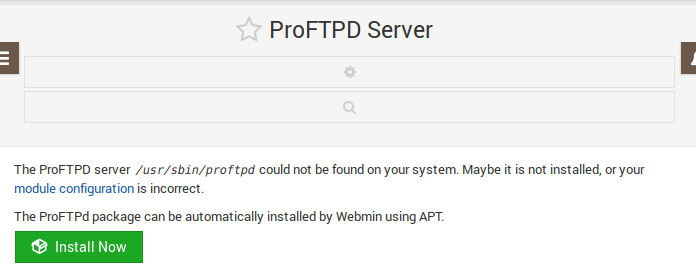 ProFTPD Server
The ProFTPD server /usr/sbin/proftpd could not be found on your system. Maybe it is not installed, or your
module configuration is incorrect.
The ProFTPd package can be automatically installed by Webmin using APT.
Install Now